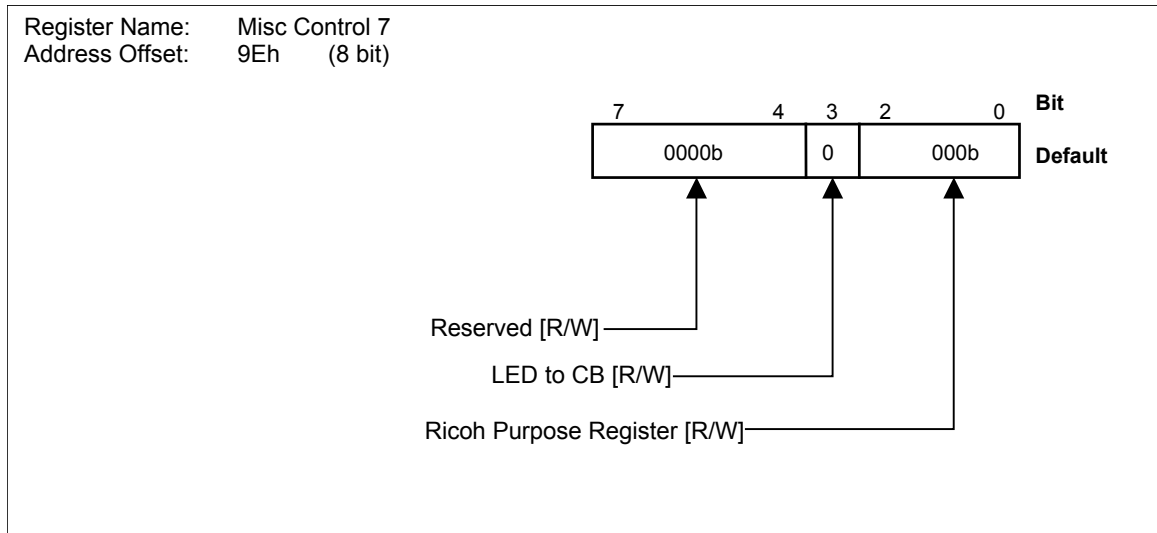 Register Name: Misc Control 7
Address Offset: 9Eh (8 bit)
7 4 3 2 0 Bit
0000b 0 000b Default
Reserved [R/W]
LED to CB [R/W]
Ricoh Purpose Register [R/W]